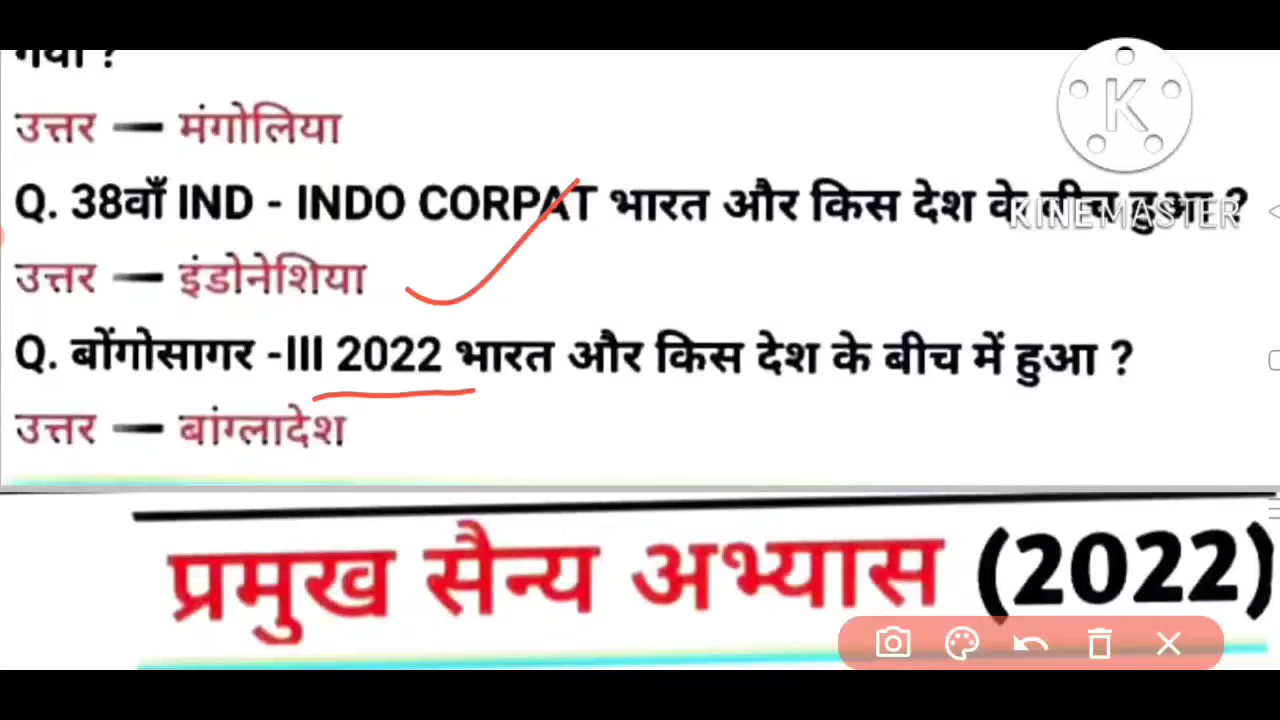 गया ?
उत्तर — मंगोलिया
Q. 38वाँ IND - INDO CORPAT भारत और किस देश के बीच हुआ ?
KINEMASTER
उत्तर — इंडोनेशिया
Q. बोंगोसागर -III 2022 भारत और किस देश के बीच में हुआ ?
उत्तर — बांग्लादेश
प्रमुख सैन्य अभ्यास (2022)